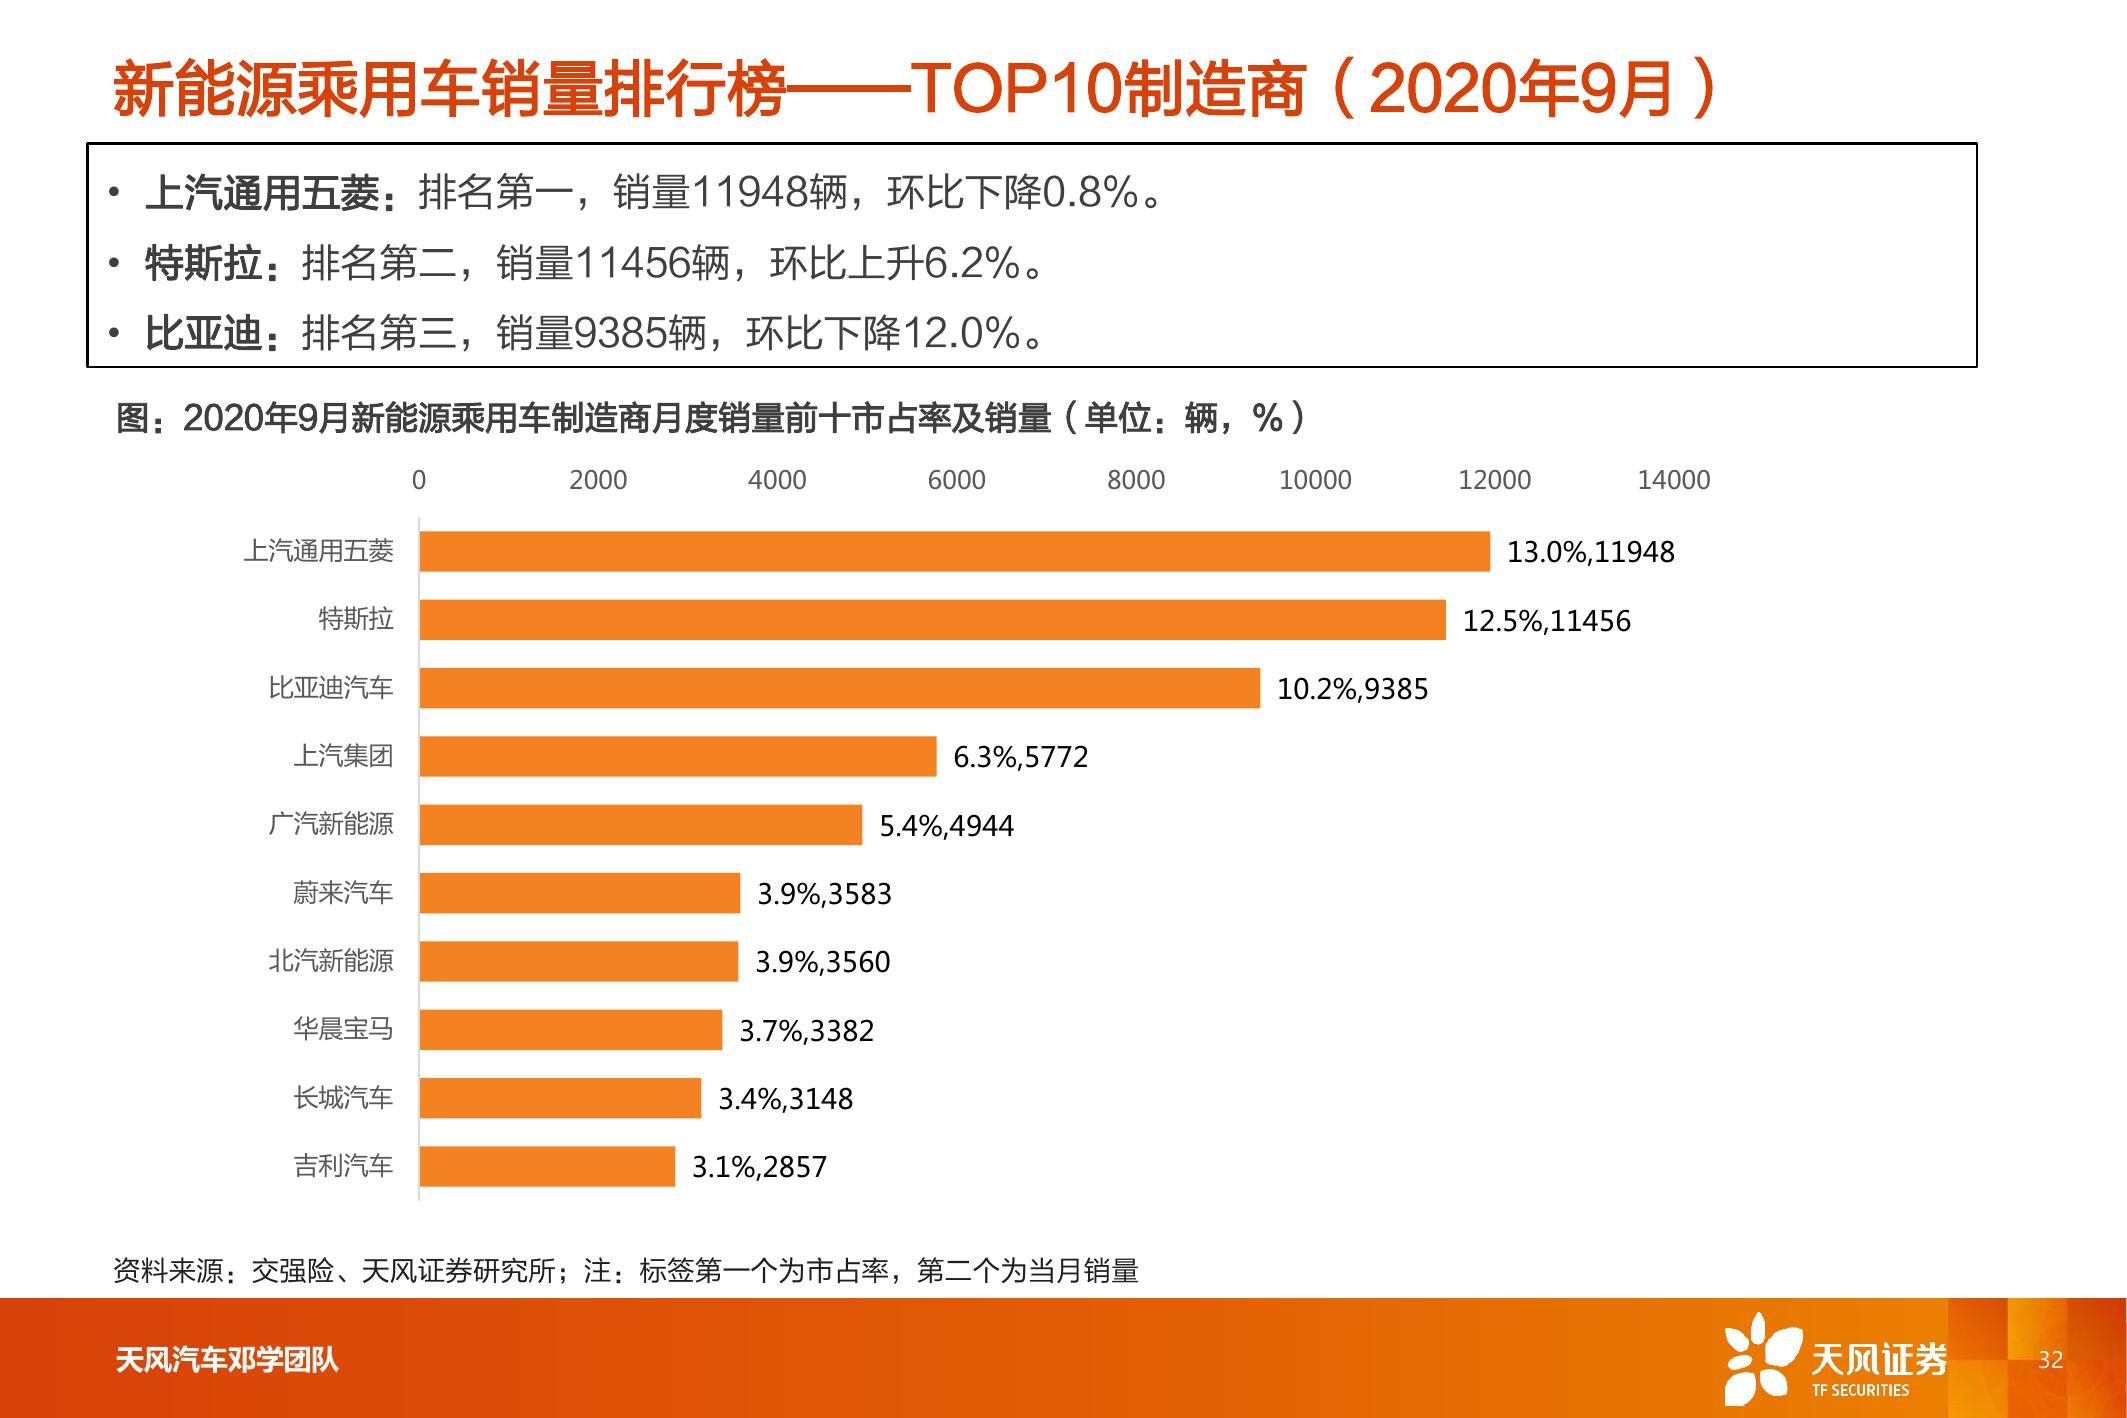 新能源乘用车销量排行榜——TOP10制造商（2020年9月）
• 上汽通用五菱：排名第一，销量11948辆，环比下降0.8%。
• 特斯拉：排名第二，销量11456辆，环比上升6.2%。
• 比亚迪：排名第三，销量9385辆，环比下降12.0%。
图：2020年9月新能源乘用车制造商月度销量前十市占率及销量（单位：辆，%）
0 2000 4000 6000 8000 10000 12000 14000
上汽通用五菱 13.0%,11948
特斯拉 12.5%,11456
比亚迪汽车 10.2%,9385
上汽集团 6.3%,5772
广汽新能源 5.4%,4944
蔚来汽车 3.9%,3583
北汽新能源 3.9%,3560
华晨宝马 3.7%,3382
长城汽车 3.4%,3148
吉利汽车 3.1%,2857
资料来源：交强险、天风证券研究所；注：标签第一个为市占率，第二个为当月销量
天风汽车邓学团队
天风证券
TF SECURITIES
32